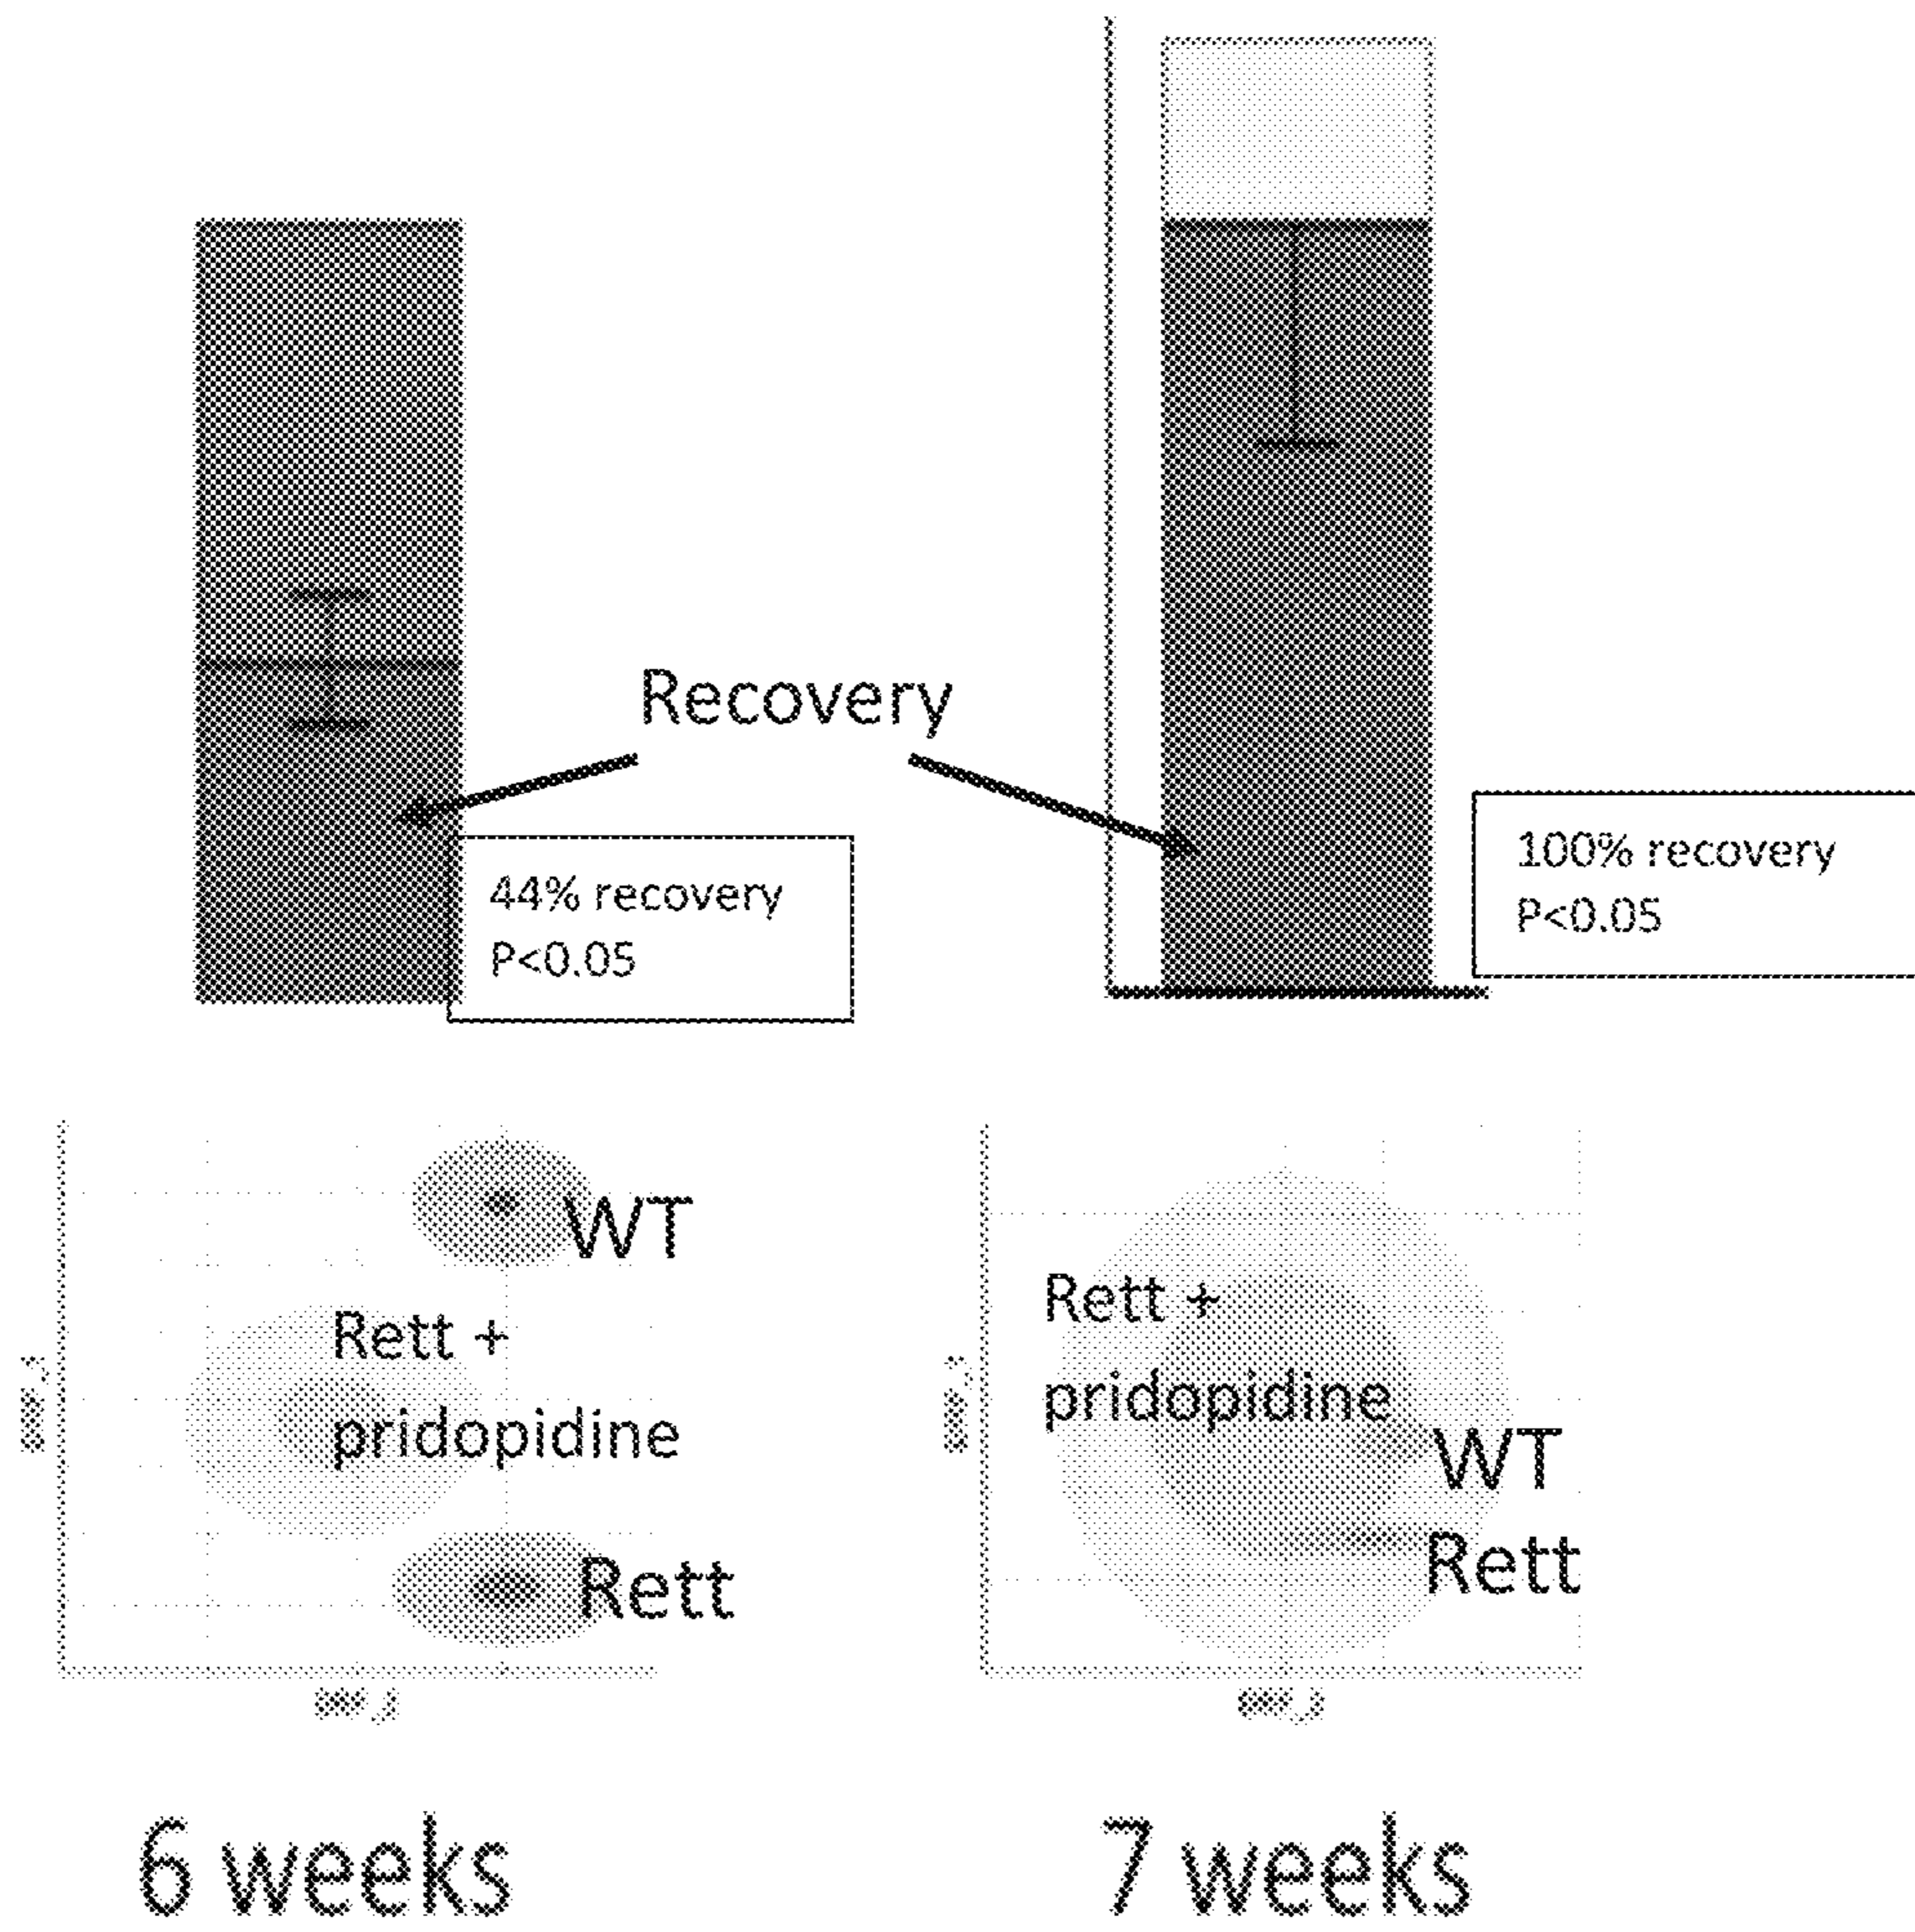 Recovery
44% recovery
P<0.05
100% recovery
P<0.05
WT
Rett +
pridopidine
Rett
Rett +
pridopidine
WT
Rett
6 weeks
7 weeks